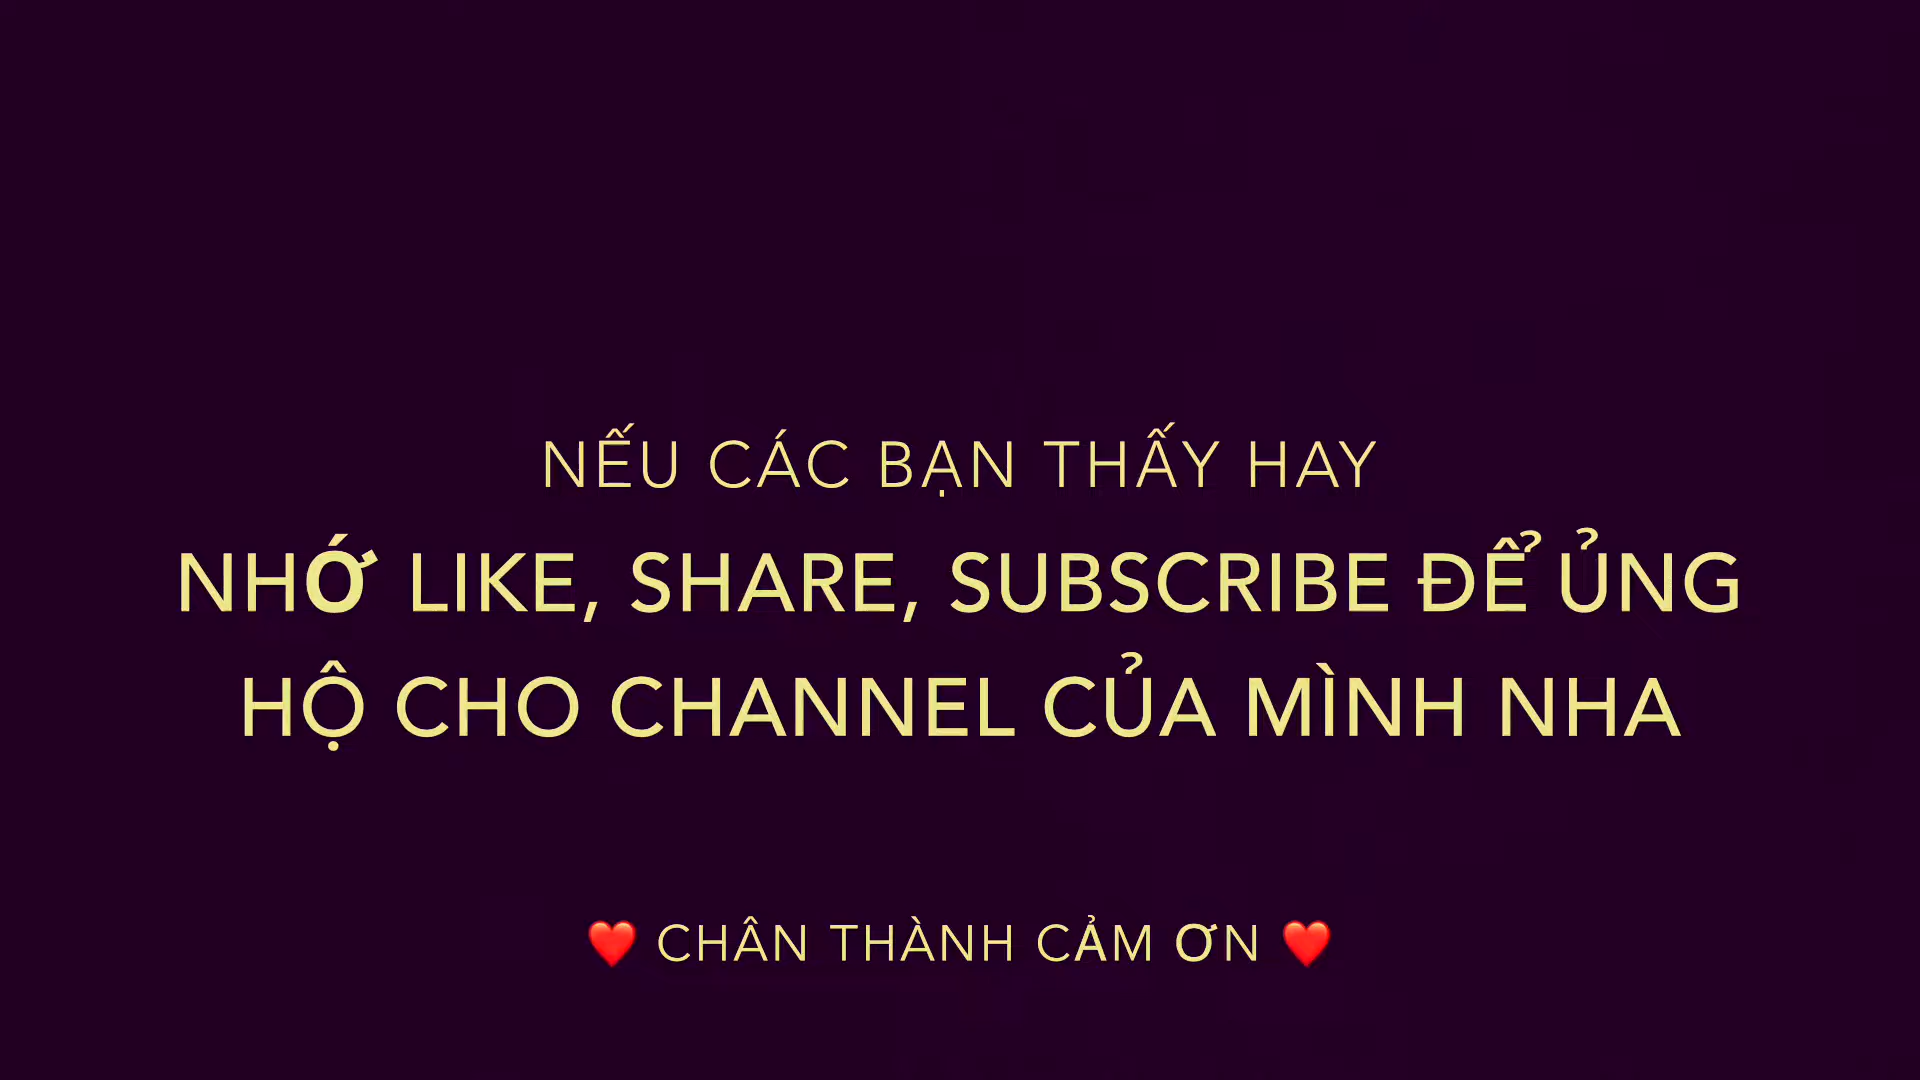 NẾU CÁC BẠN THẤY HAY
NHỚ LIKE, SHARE, SUBSCRIBE ĐỂ ỦNG
HỘ CHO CHANNEL CỦA MÌNH NHA
❤️ CHÂN THÀNH CẢM ƠN ❤️